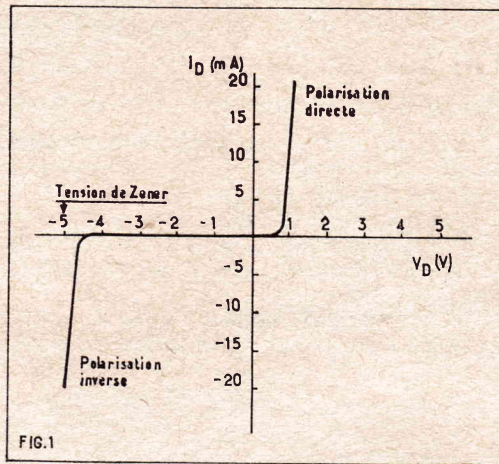 I_D (mA)
20
Polarisation
directe
15
10
5
Tension de Zener
-5 -4 -3 -2 -1 1 2 3 4 5
V_D (V)
-5
-10
-15
-20
Polarisation
inverse
FIG.1